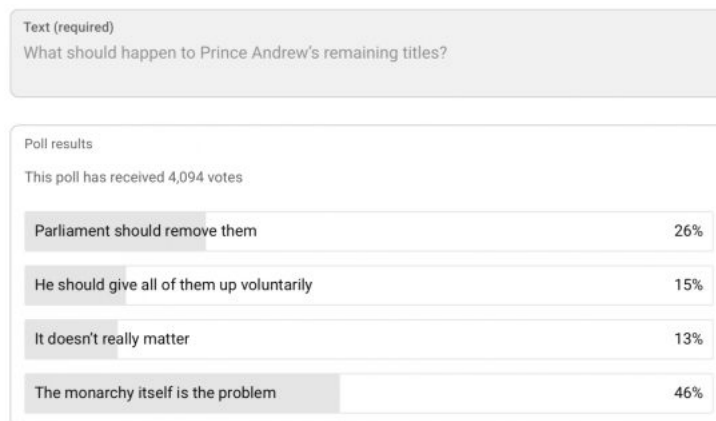 Text (required)
What should happen to Prince Andrew’s remaining titles?
Poll results
This poll has received 4,094 votes
Parliament should remove them 26%
He should give all of them up voluntarily 15%
It doesn’t really matter 13%
The monarchy itself is the problem 46%